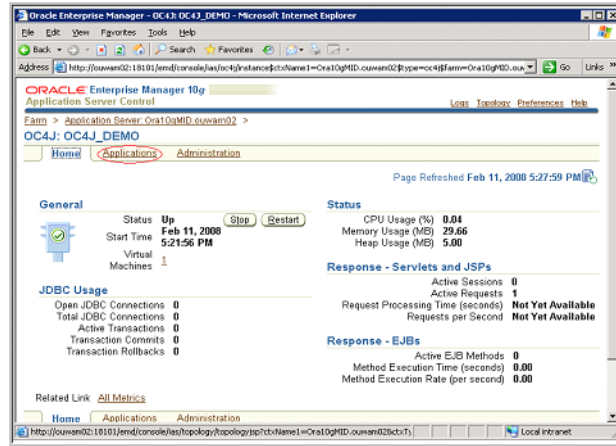 Oracle Enterprise Manager - OC4J: OC4J_DEMO - Microsoft Internet Explorer
File Edit View Favorites Tools Help
Back Search Favorites
Address http://ouwam02:18101/emd/console/ias/oc4j/instance$ctxName1=Ora10gMID.ouwam02$type=oc4j$farm=Ora10gMID.ouw Go Links »
ORACLE Enterprise Manager 10g
Application Server Control Logs Topology Preferences Help
Farm > Application Server: Ora10gMID.ouwam02 >
OC4J: OC4J_DEMO
Home Applications Administration
Page Refreshed Feb 11, 2008 5:27:59 PM
General
Status Up Stop Restart
Start Time Feb 11, 2008 5:21:56 PM
Virtual Machines 1
JDBC Usage
Open JDBC Connections 0
Total JDBC Connections 0
Active Transactions 0
Transaction Commits 0
Transaction Rollbacks 0
Status
CPU Usage (%) 0.04
Memory Usage (MB) 29.66
Heap Usage (MB) 5.00
Response - Servlets and JSPs
Active Sessions 0
Active Requests 1
Request Processing Time (seconds) Not Yet Available
Requests per Second Not Yet Available
Response - EJBs
Active EJB Methods 0
Method Execution Time (seconds) 0.00
Method Execution Rate (per second) 0.00
Related Link All Metrics
Home Applications Administration
http://ouwam02:18101/emd/console/ias/topology/topologyjsp?ctxName1=Ora10gMID.ouwam02&ctxTy Local intranet